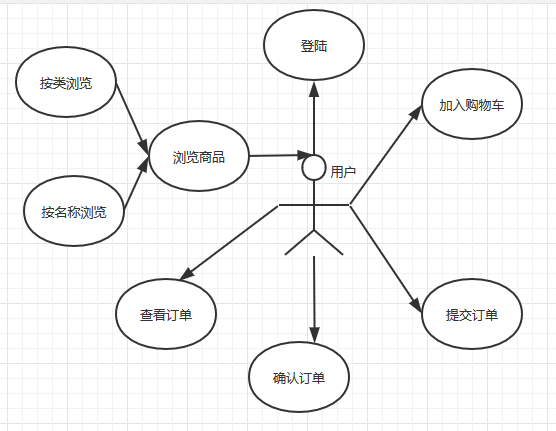 登陆
按类浏览
加入购物车
浏览商品
用户
按名称浏览
查看订单
提交订单
确认订单